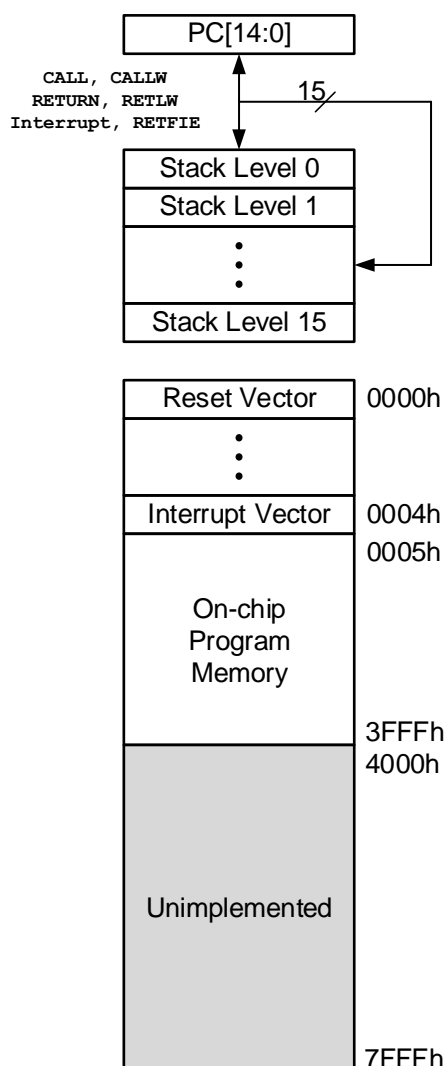 PC[14:0]
CALL, CALLW
RETURN, RETLW
Interrupt, RETFIE
15
Stack Level 0
Stack Level 1
Stack Level 15
Reset Vector
0000h
Interrupt Vector
0004h
0005h
On-chip
Program
Memory
3FFFh
4000h
Unimplemented
7FFFh